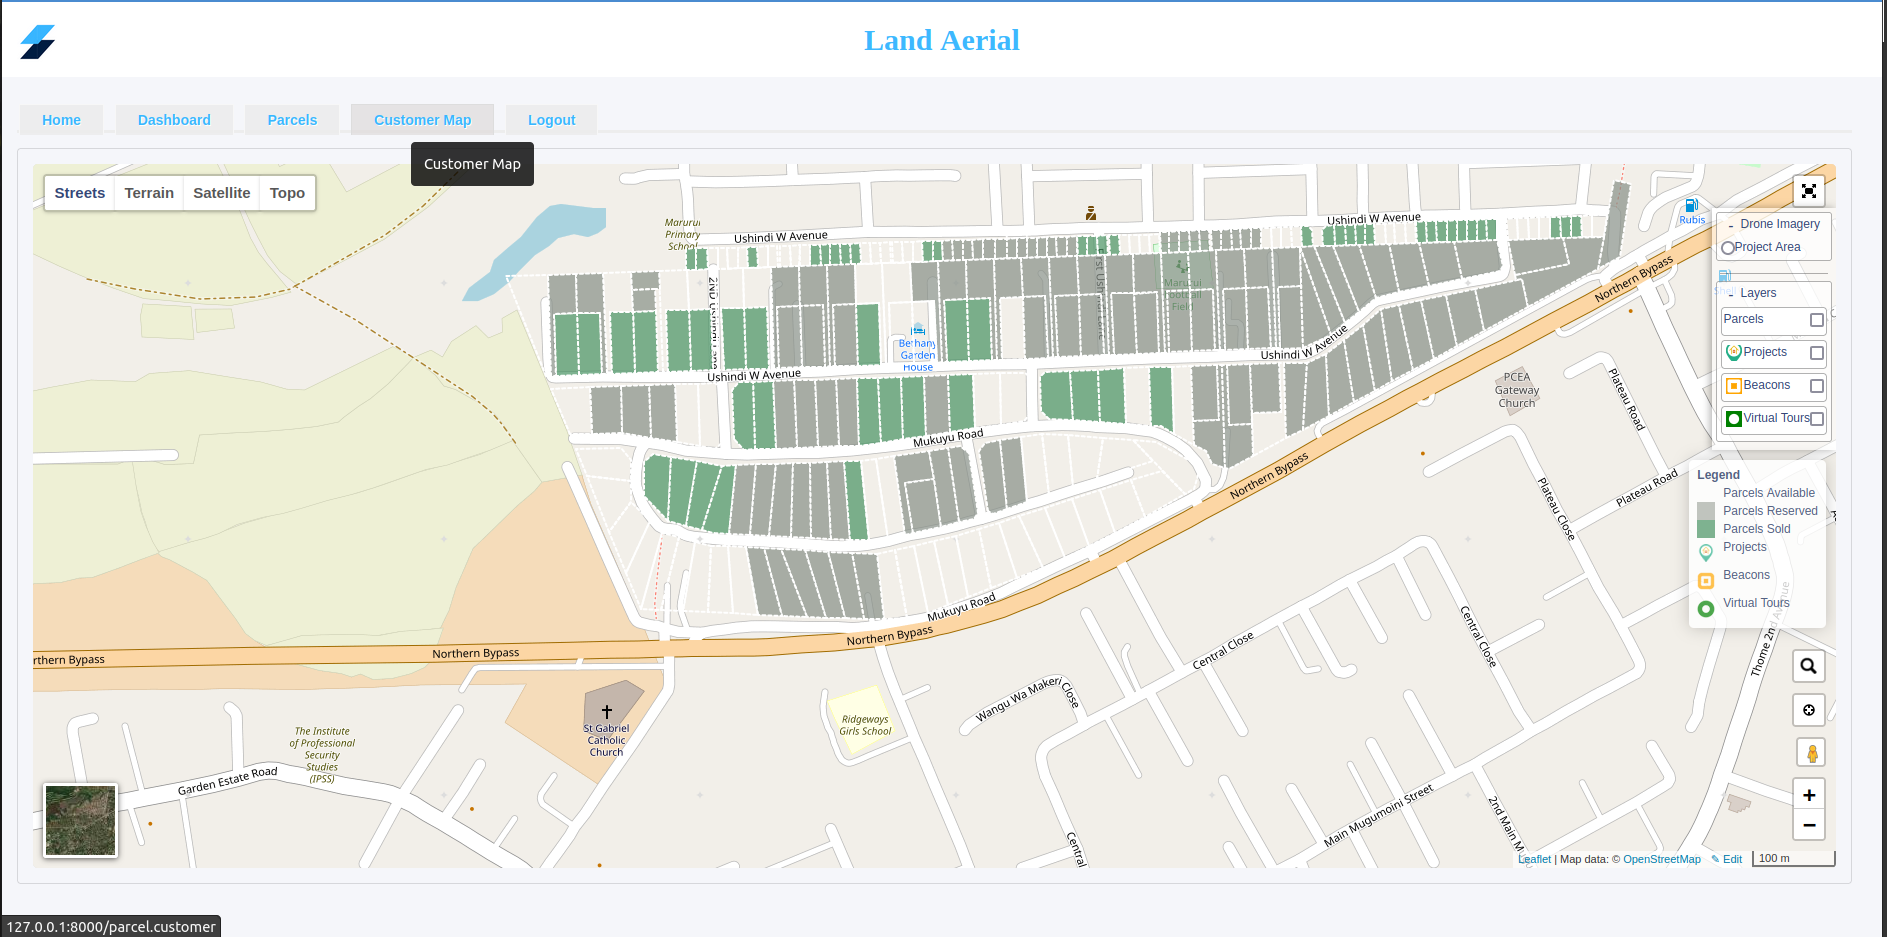 Land Aerial
Home
Dashboard
Parcels
Customer Map
Logout
Customer Map
Streets
Terrain
Satellite
Topo
Marurui
Primary
School
Ushindi W Avenue
Ushindi W Avenue
Rubis
- Drone Imagery
Project Area
- Layers
Parcels
Projects
Beacons
Virtual Tours
Northern Bypass
Marurui
Football
Field
Bethany
Garden
House
Ushindi W Avenue
Ushindi W Avenue
PCEA
Gateway
Church
Plateau Road
Mukuyu Road
Northern Bypass
Plateau Close
Plateau Road
Legend
Parcels Available
Parcels Reserved
Parcels Sold
Projects
Beacons
Virtual Tours
Mukuyu Road
Northern Bypass
Northern Bypass
rthern Bypass
Central Close
Central Close
Thome 2nd Avenue
Wangu Wa Makeri Close
St Gabriel
Catholic
Church
Ridgeways
Girls School
The Institute
of Professional
Security
Studies
(IPSS)
Garden Estate Road
Main Mugumoini Street
2nd Main M
Central
+
−
Leaflet | Map data: © OpenStreetMap ✎ Edit
100 m
127.0.0.1:8000/parcel.customer